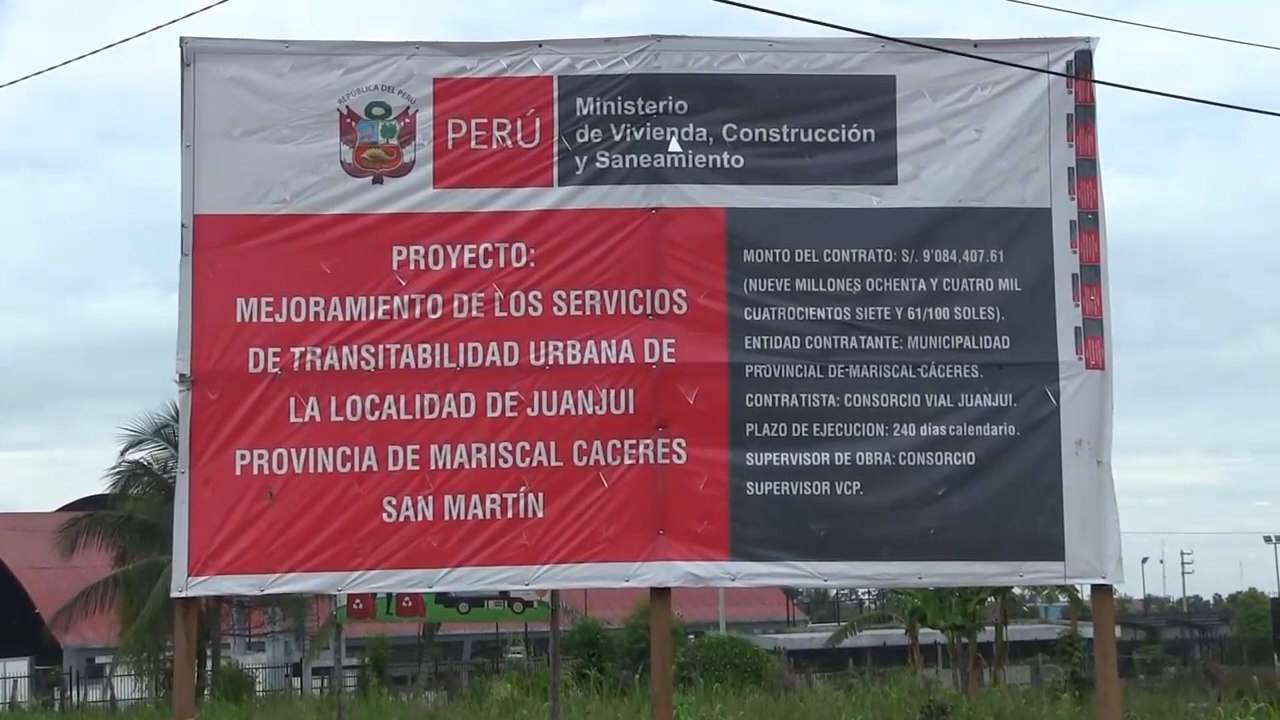 REPÚBLICA DEL PERÚ
PERÚ
Ministerio
de Vivienda, Construcción
y Saneamiento
PROYECTO:
MEJORAMIENTO DE LOS SERVICIOS
DE TRANSITABILIDAD URBANA DE
LA LOCALIDAD DE JUANJUI
PROVINCIA DE MARISCAL CACERES
SAN MARTÍN
MONTO DEL CONTRATO: S/. 9'084,407.61
(NUEVE MILLONES OCHENTA Y CUATRO MIL
CUATROCIENTOS SIETE Y 61/100 SOLES).
ENTIDAD CONTRATANTE: MUNICIPALIDAD
PROVINCIAL DE MARISCAL CÁCERES.
CONTRATISTA: CONSORCIO VIAL JUANJUI.
PLAZO DE EJECUCION: 240 días calendario.
SUPERVISOR DE OBRA: CONSORCIO
SUPERVISOR VCP.